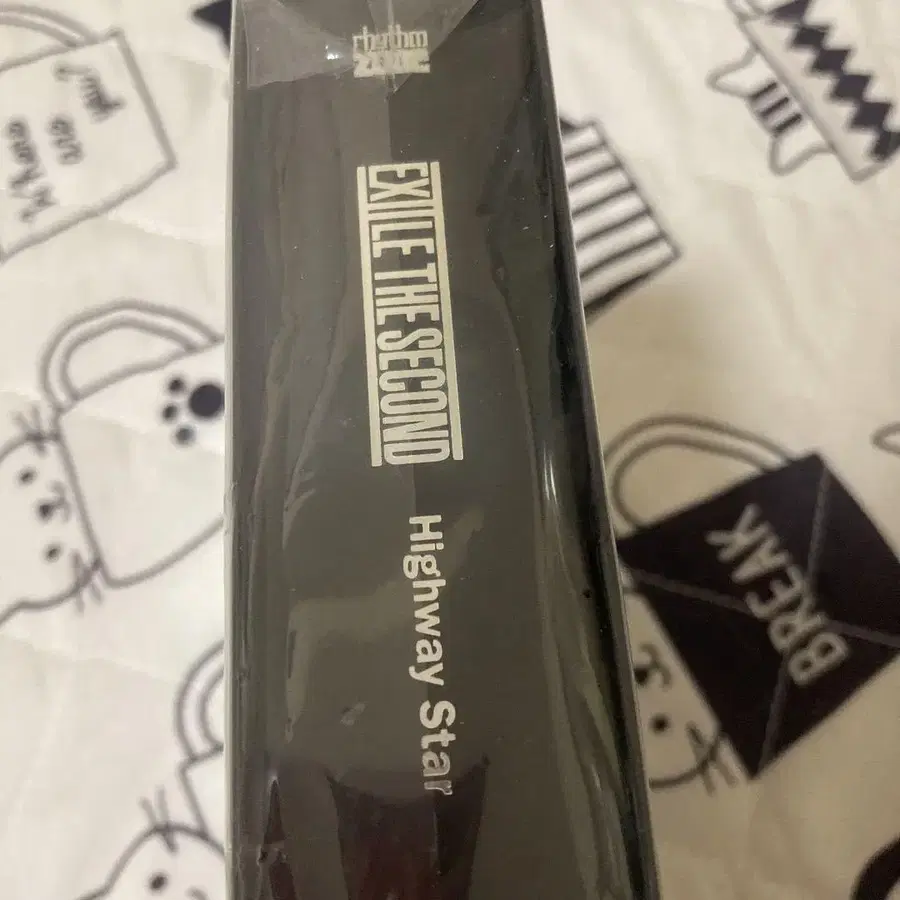 rhythm
ZONE
EXILE THE SECOND
Highway Star
Where
are
you?
BREAK